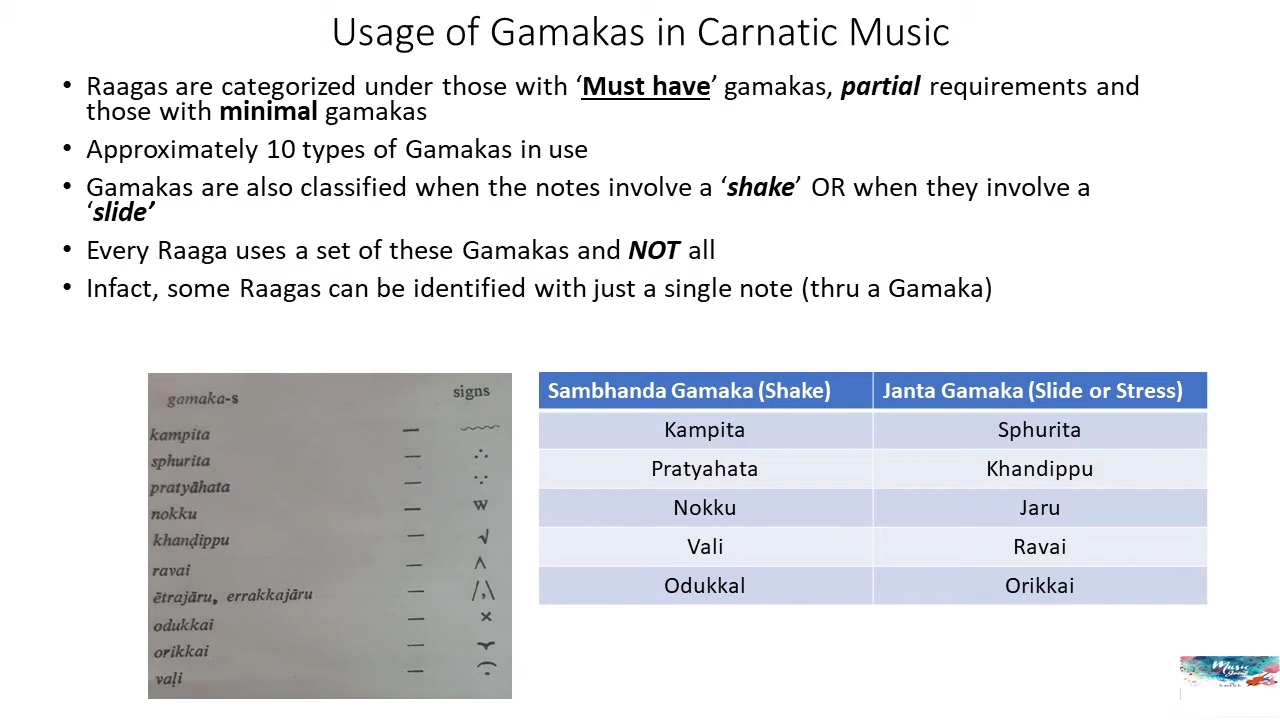 Usage of Gamakas in Carnatic Music
• Raagas are categorized under those with ‘Must have’ gamakas, partial requirements and
those with minimal gamakas
• Approximately 10 types of Gamakas in use
• Gamakas are also classified when the notes involve a ‘shake’ OR when they involve a
‘slide’
• Every Raaga uses a set of these Gamakas and NOT all
• Infact, some Raagas can be identified with just a single note (thru a Gamaka)
gamaka-s signs
kampita — ﹏
sphurita — ∴
pratyāhata — ∵
nokku — w
khaṇḍippu — √
ravai — ∧
ētrajāru, errakkajāru — /,\
odukkai — ×
orikkai —
vaḷi —
Sambhanda Gamaka (Shake) Janta Gamaka (Slide or Stress)
Kampita Sphurita
Pratyahata Khandippu
Nokku Jaru
Vali Ravai
Odukkal Orikkai
Music